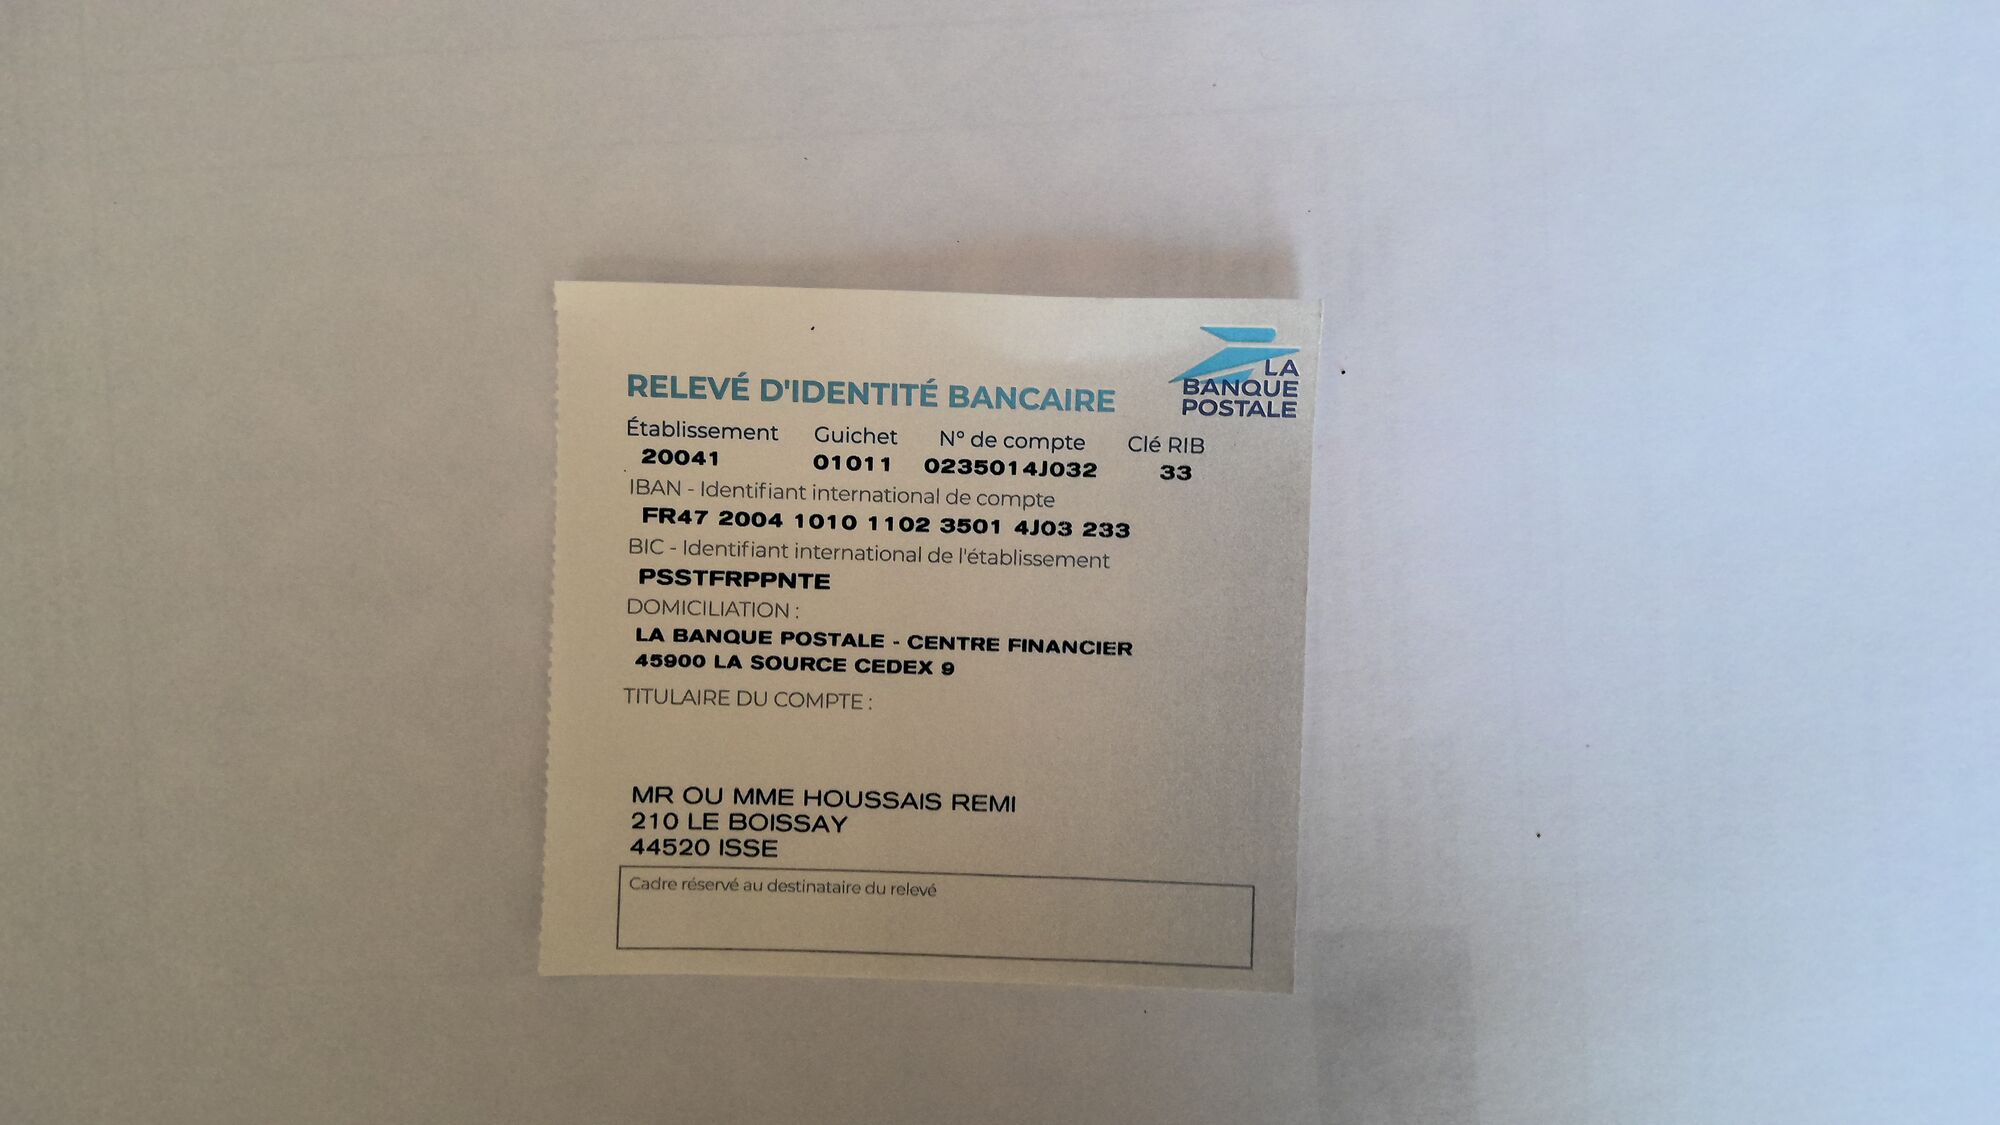 LA
BANQUE
POSTALE
RELEVÉ D'IDENTITÉ BANCAIRE
Établissement Guichet N° de compte Clé RIB
20041 01011 0235014J032 33
IBAN - Identifiant international de compte
FR47 2004 1010 1102 3501 4J03 233
BIC - Identifiant international de l'établissement
PSSTFRPPNTE
DOMICILIATION :
LA BANQUE POSTALE - CENTRE FINANCIER
45900 LA SOURCE CEDEX 9
TITULAIRE DU COMPTE :
MR OU MME HOUSSAIS REMI
210 LE BOISSAY
44520 ISSE
Cadre réservé au destinataire du relevé